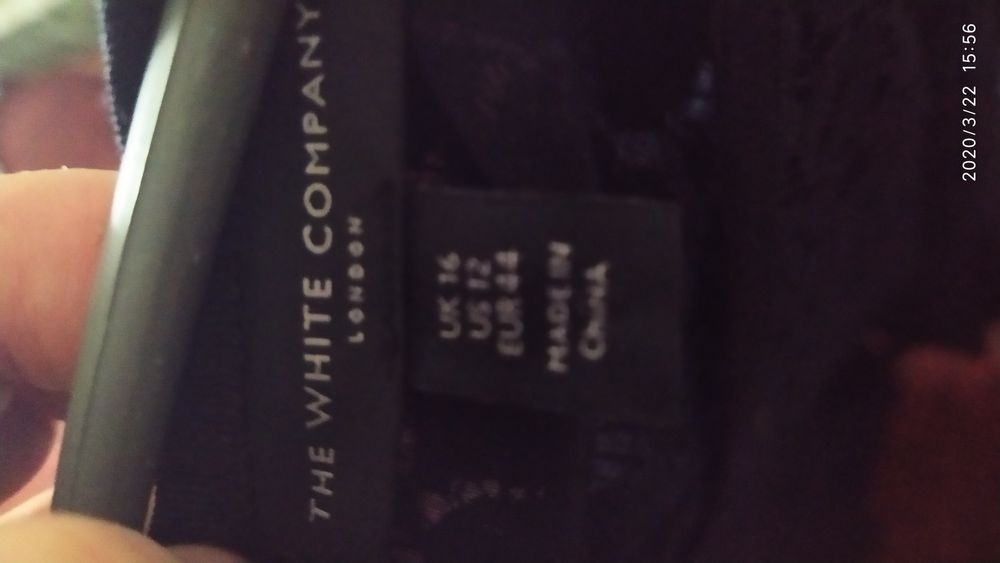 THE WHITE COMPANY
LONDON
UK 16
US 12
EUR 44
MADE IN
CHINA
2020/3/22 15:56